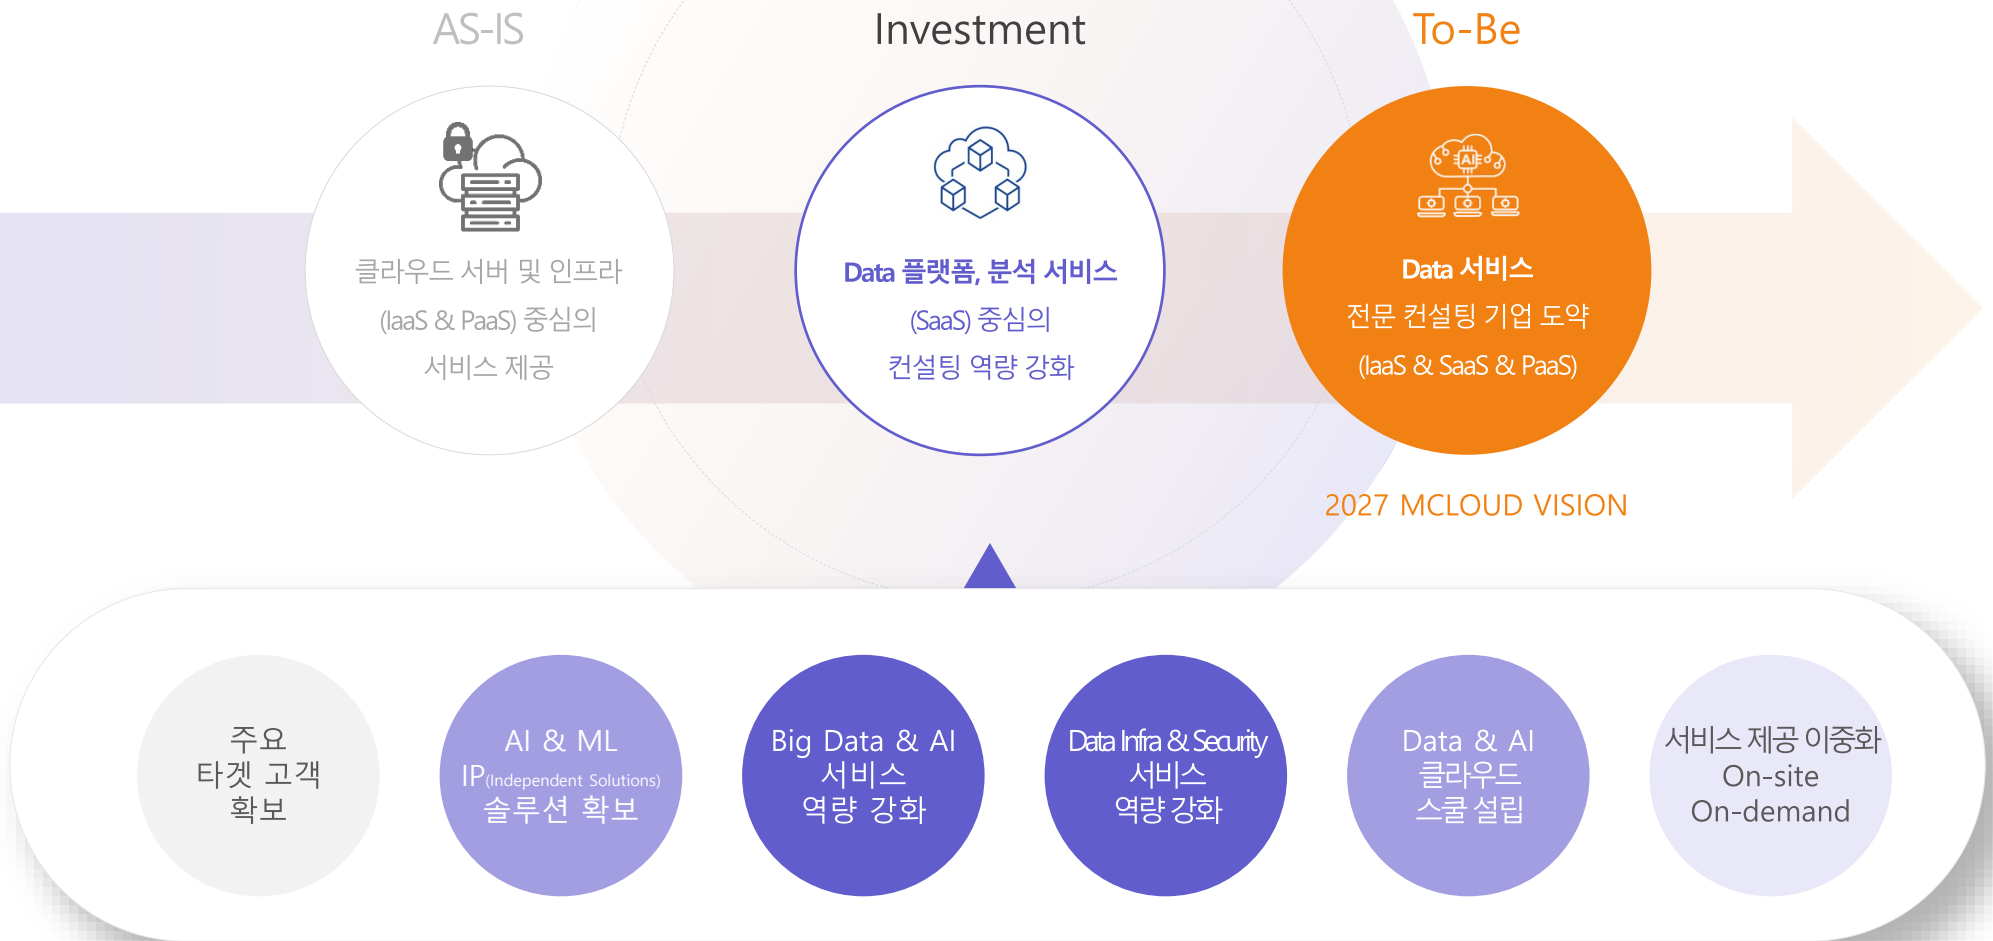 AS-IS
Investment
To-Be
클라우드 서버 및 인프라
(IaaS & PaaS) 중심의
서비스 제공
Data 플랫폼, 분석 서비스
(SaaS) 중심의
컨설팅 역량 강화
AI
Data 서비스
전문 컨설팅 기업 도약
(IaaS & SaaS & PaaS)
2027 MCLOUD VISION
주요
타겟 고객
확보
AI & ML
IP(Independent Solutions)
솔루션 확보
Big Data & AI
서비스
역량 강화
Data Infra & Security
서비스
역량 강화
Data & AI
클라우드
스쿨 설립
서비스 제공 이중화
On-site
On-demand